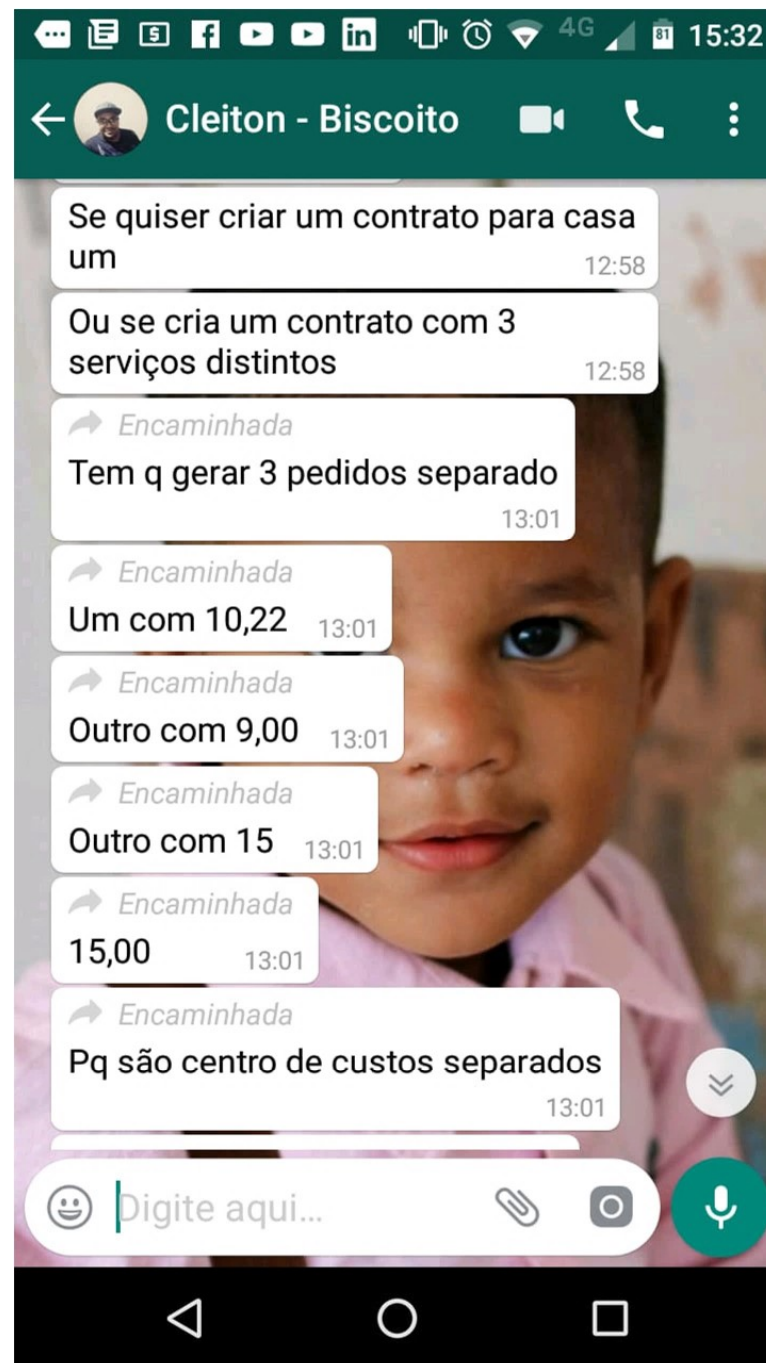 4G 81 15:32
Cleiton - Biscoito
Se quiser criar um contrato para casa
um
12:58
Ou se cria um contrato com 3
serviços distintos
12:58
Encaminhada
Tem q gerar 3 pedidos separado
13:01
Encaminhada
Um com 10,22 13:01
Encaminhada
Outro com 9,00 13:01
Encaminhada
Outro com 15 13:01
Encaminhada
15,00 13:01
Encaminhada
Pq são centro de custos separados
13:01
Digite aqui...